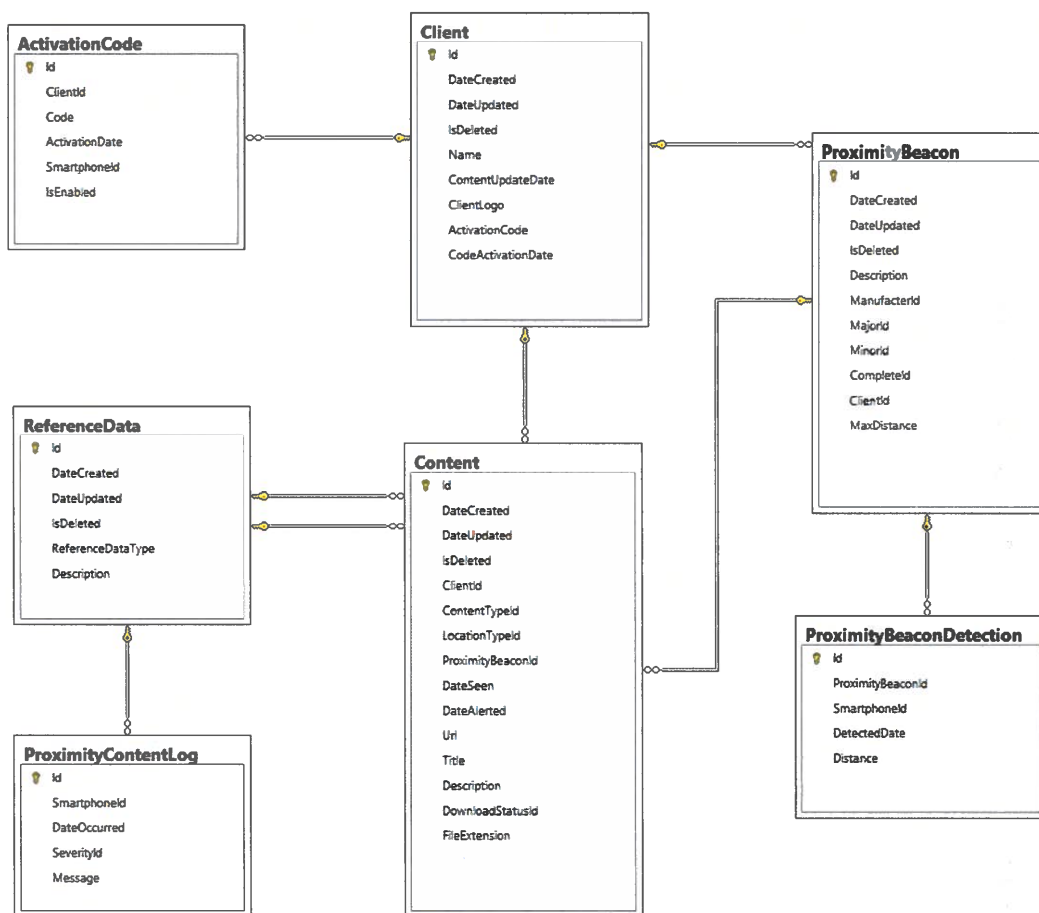 ActivationCode
Id
ClientId
Code
ActivationDate
SmartphoneId
IsEnabled
Client
Id
DateCreated
DateUpdated
IsDeleted
Name
ContentUpdateDate
ClientLogo
ActivationCode
CodeActivationDate
ProximityBeacon
Id
DateCreated
DateUpdated
IsDeleted
Description
ManufacterId
MajorId
MinorId
CompleteId
ClientId
MaxDistance
ReferenceData
Id
DateCreated
DateUpdated
IsDeleted
ReferenceDataType
Description
Content
Id
DateCreated
DateUpdated
IsDeleted
ClientId
ContentTypeId
LocationTypeId
ProximityBeaconId
DateSeen
DateAlerted
Url
Title
Description
DownloadStatusId
FileExtension
ProximityBeaconDetection
Id
ProximityBeaconId
SmartphoneId
DetectedDate
Distance
ProximityContentLog
Id
SmartphoneId
DateOccurred
SeverityId
Message